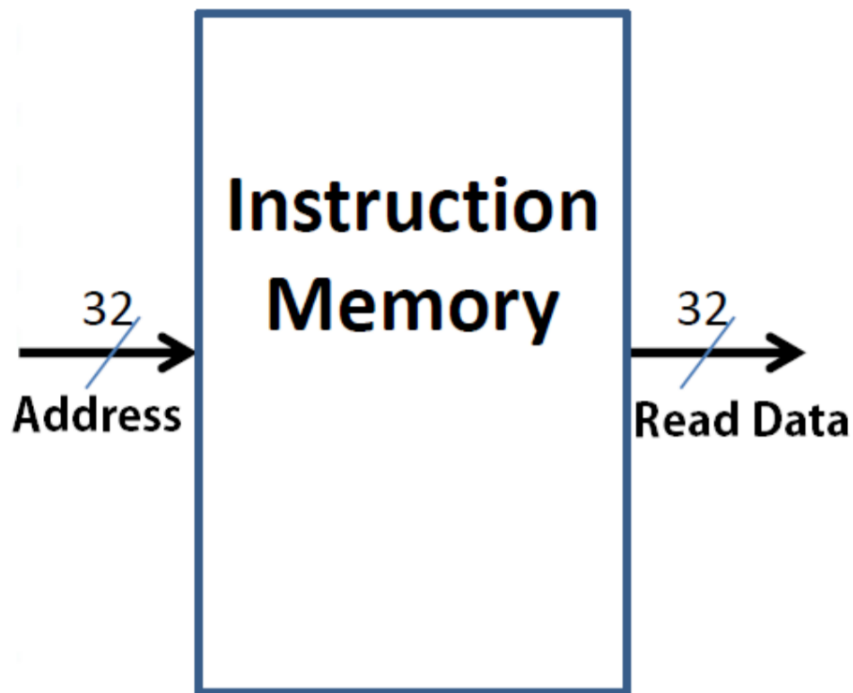 Instruction
Memory
32
Address
32
Read Data